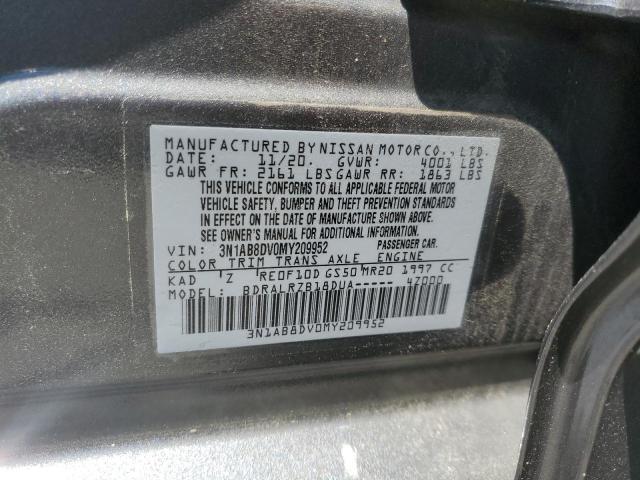 MANUFACTURED BY NISSAN MOTOR CO., LTD.
DATE: 11/20. GVWR: 4001 LBS
GAWR FR: 2161 LBS GAWR RR: 1863 LBS
THIS VEHICLE CONFORMS TO ALL APPLICABLE FEDERAL MOTOR
VEHICLE SAFETY, BUMPER AND THEFT PREVENTION STANDARDS
IN EFFECT ON THE DATE OF MANUFACTURE SHOWN ABOVE.
SEE OWNER'S MANUAL FOR ADDITIONAL INFORMATION
VIN: 3N1AB8DV0MY209952 PASSENGER CAR.
COLOR TRIM TRANS AXLE ENGINE
KAD 'Z 'RE0F10D GS50'MR20 1997 CC
MODEL: BDRALRZB18DUA----- 4Z000
3N1AB8DV0MY209952